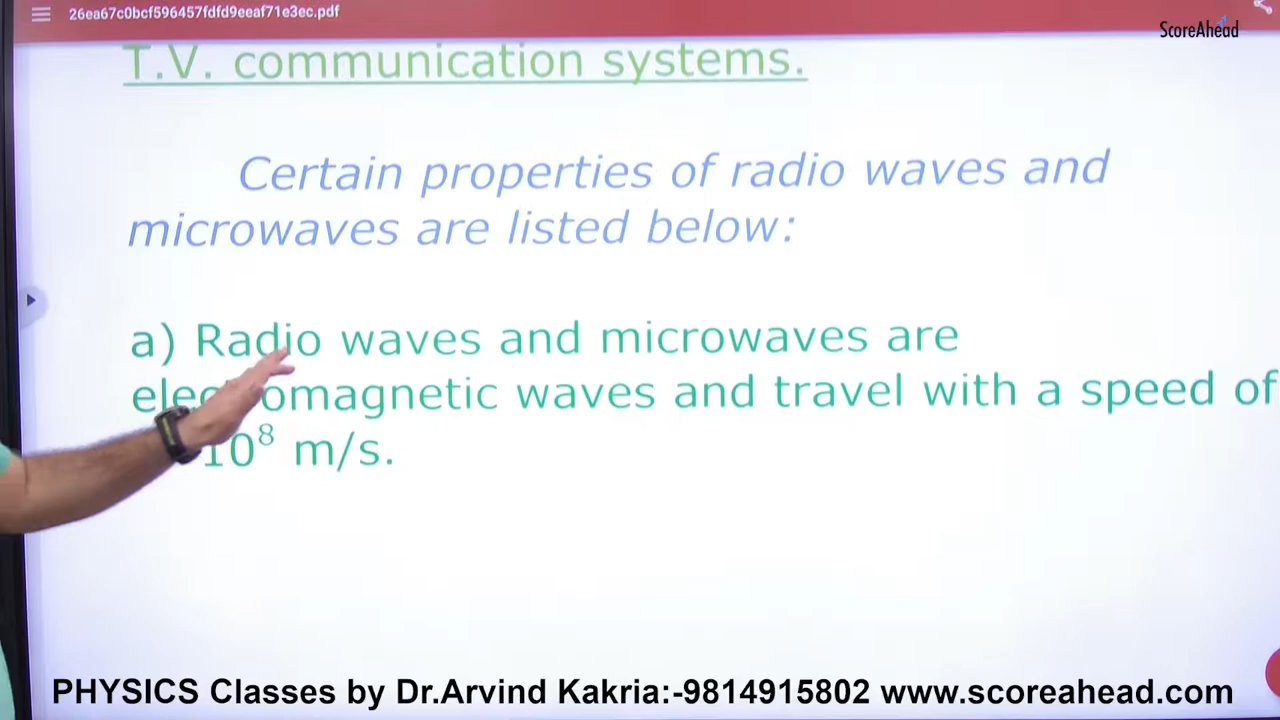 26ea67c0bcf596457fdfd9eeaf71e3ec.pdf
ScoreAhead
T.V. communication systems.
Certain properties of radio waves and
microwaves are listed below:
a) Radio waves and microwaves are
electromagnetic waves and travel with a speed of
10⁸ m/s.
PHYSICS Classes by Dr.Arvind Kakria:-9814915802 www.scoreahead.com